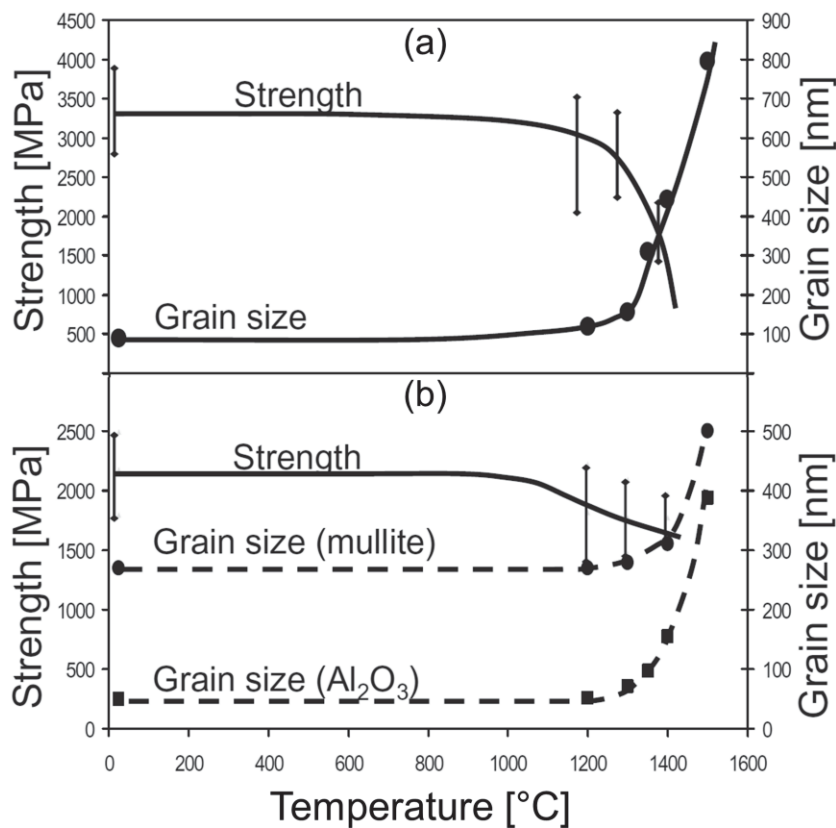 (a)
Strength [MPa]
4500
4000
3500
3000
2500
2000
1500
1000
500
Strength
Grain size
900
800
700
600
500
400
300
200
100
Grain size [nm]
(b)
Strength [MPa]
2500
2000
1500
1000
500
0
Strength
Grain size (mullite)
Grain size (Al₂O₃)
500
400
300
200
100
0
Grain size [nm]
0 200 400 600 800 1000 1200 1400 1600
Temperature [°C]